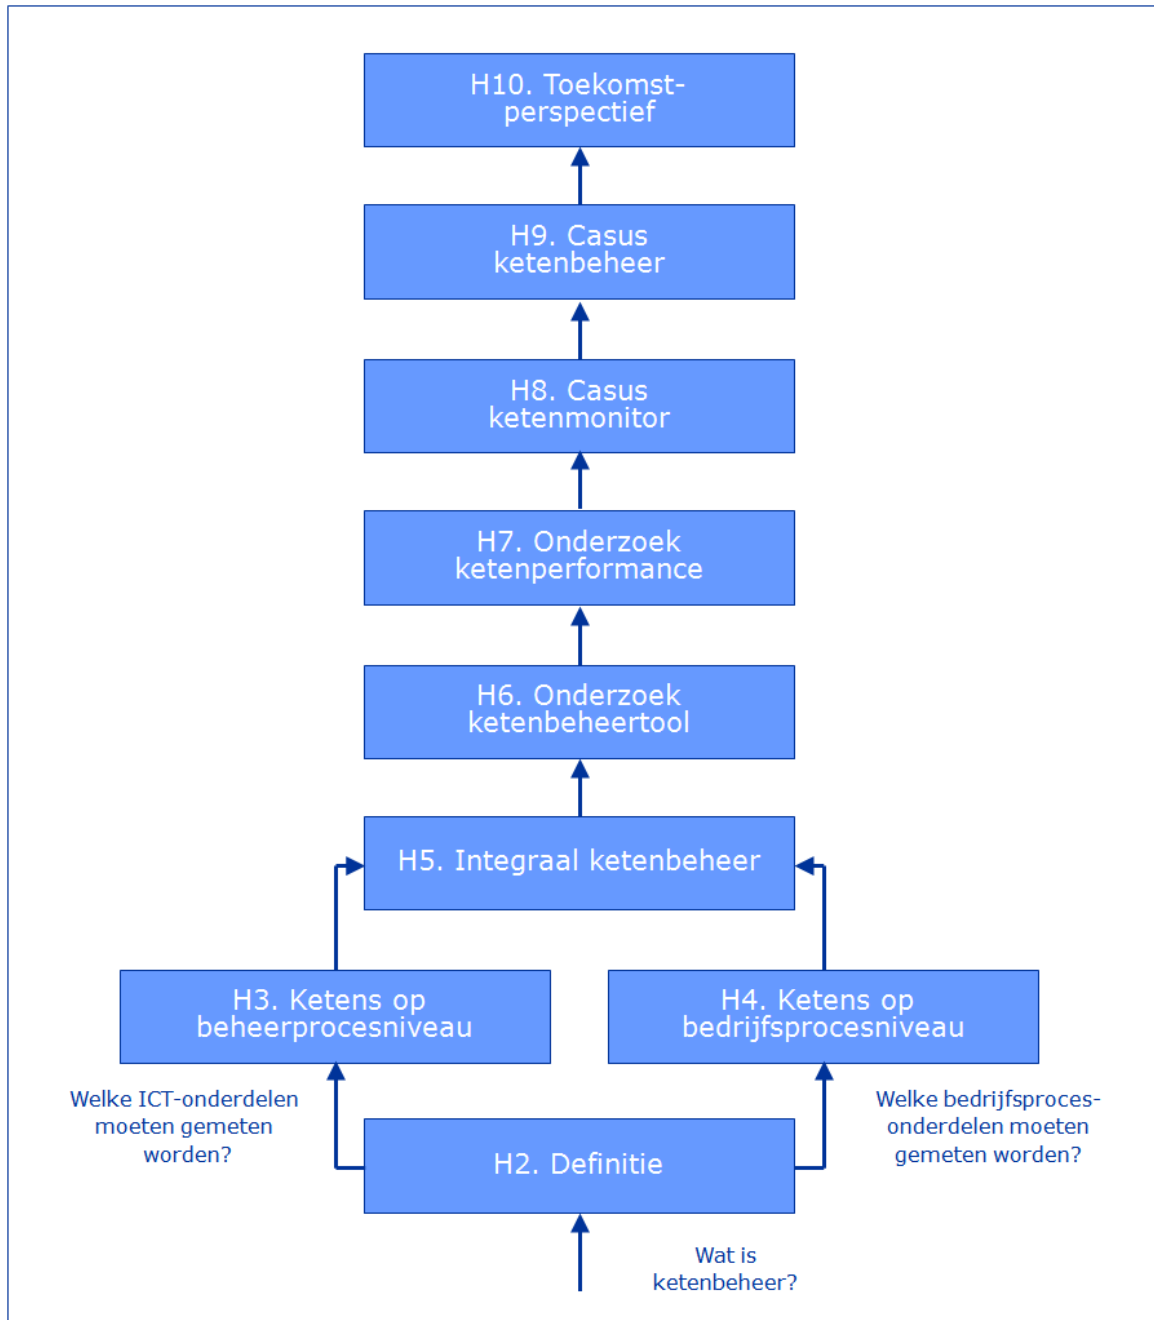 H10. Toekomst-
perspectief
H9. Casus
ketenbeheer
H8. Casus
ketenmonitor
H7. Onderzoek
ketenperformance
H6. Onderzoek
ketenbeheertool
H5. Integraal ketenbeheer
H3. Ketens op
beheerprocesniveau
H4. Ketens op
bedrijfsprocesniveau
Welke ICT-onderdelen
moeten gemeten
worden?
Welke bedrijfsproces-
onderdelen moeten
gemeten worden?
H2. Definitie
Wat is
ketenbeheer?